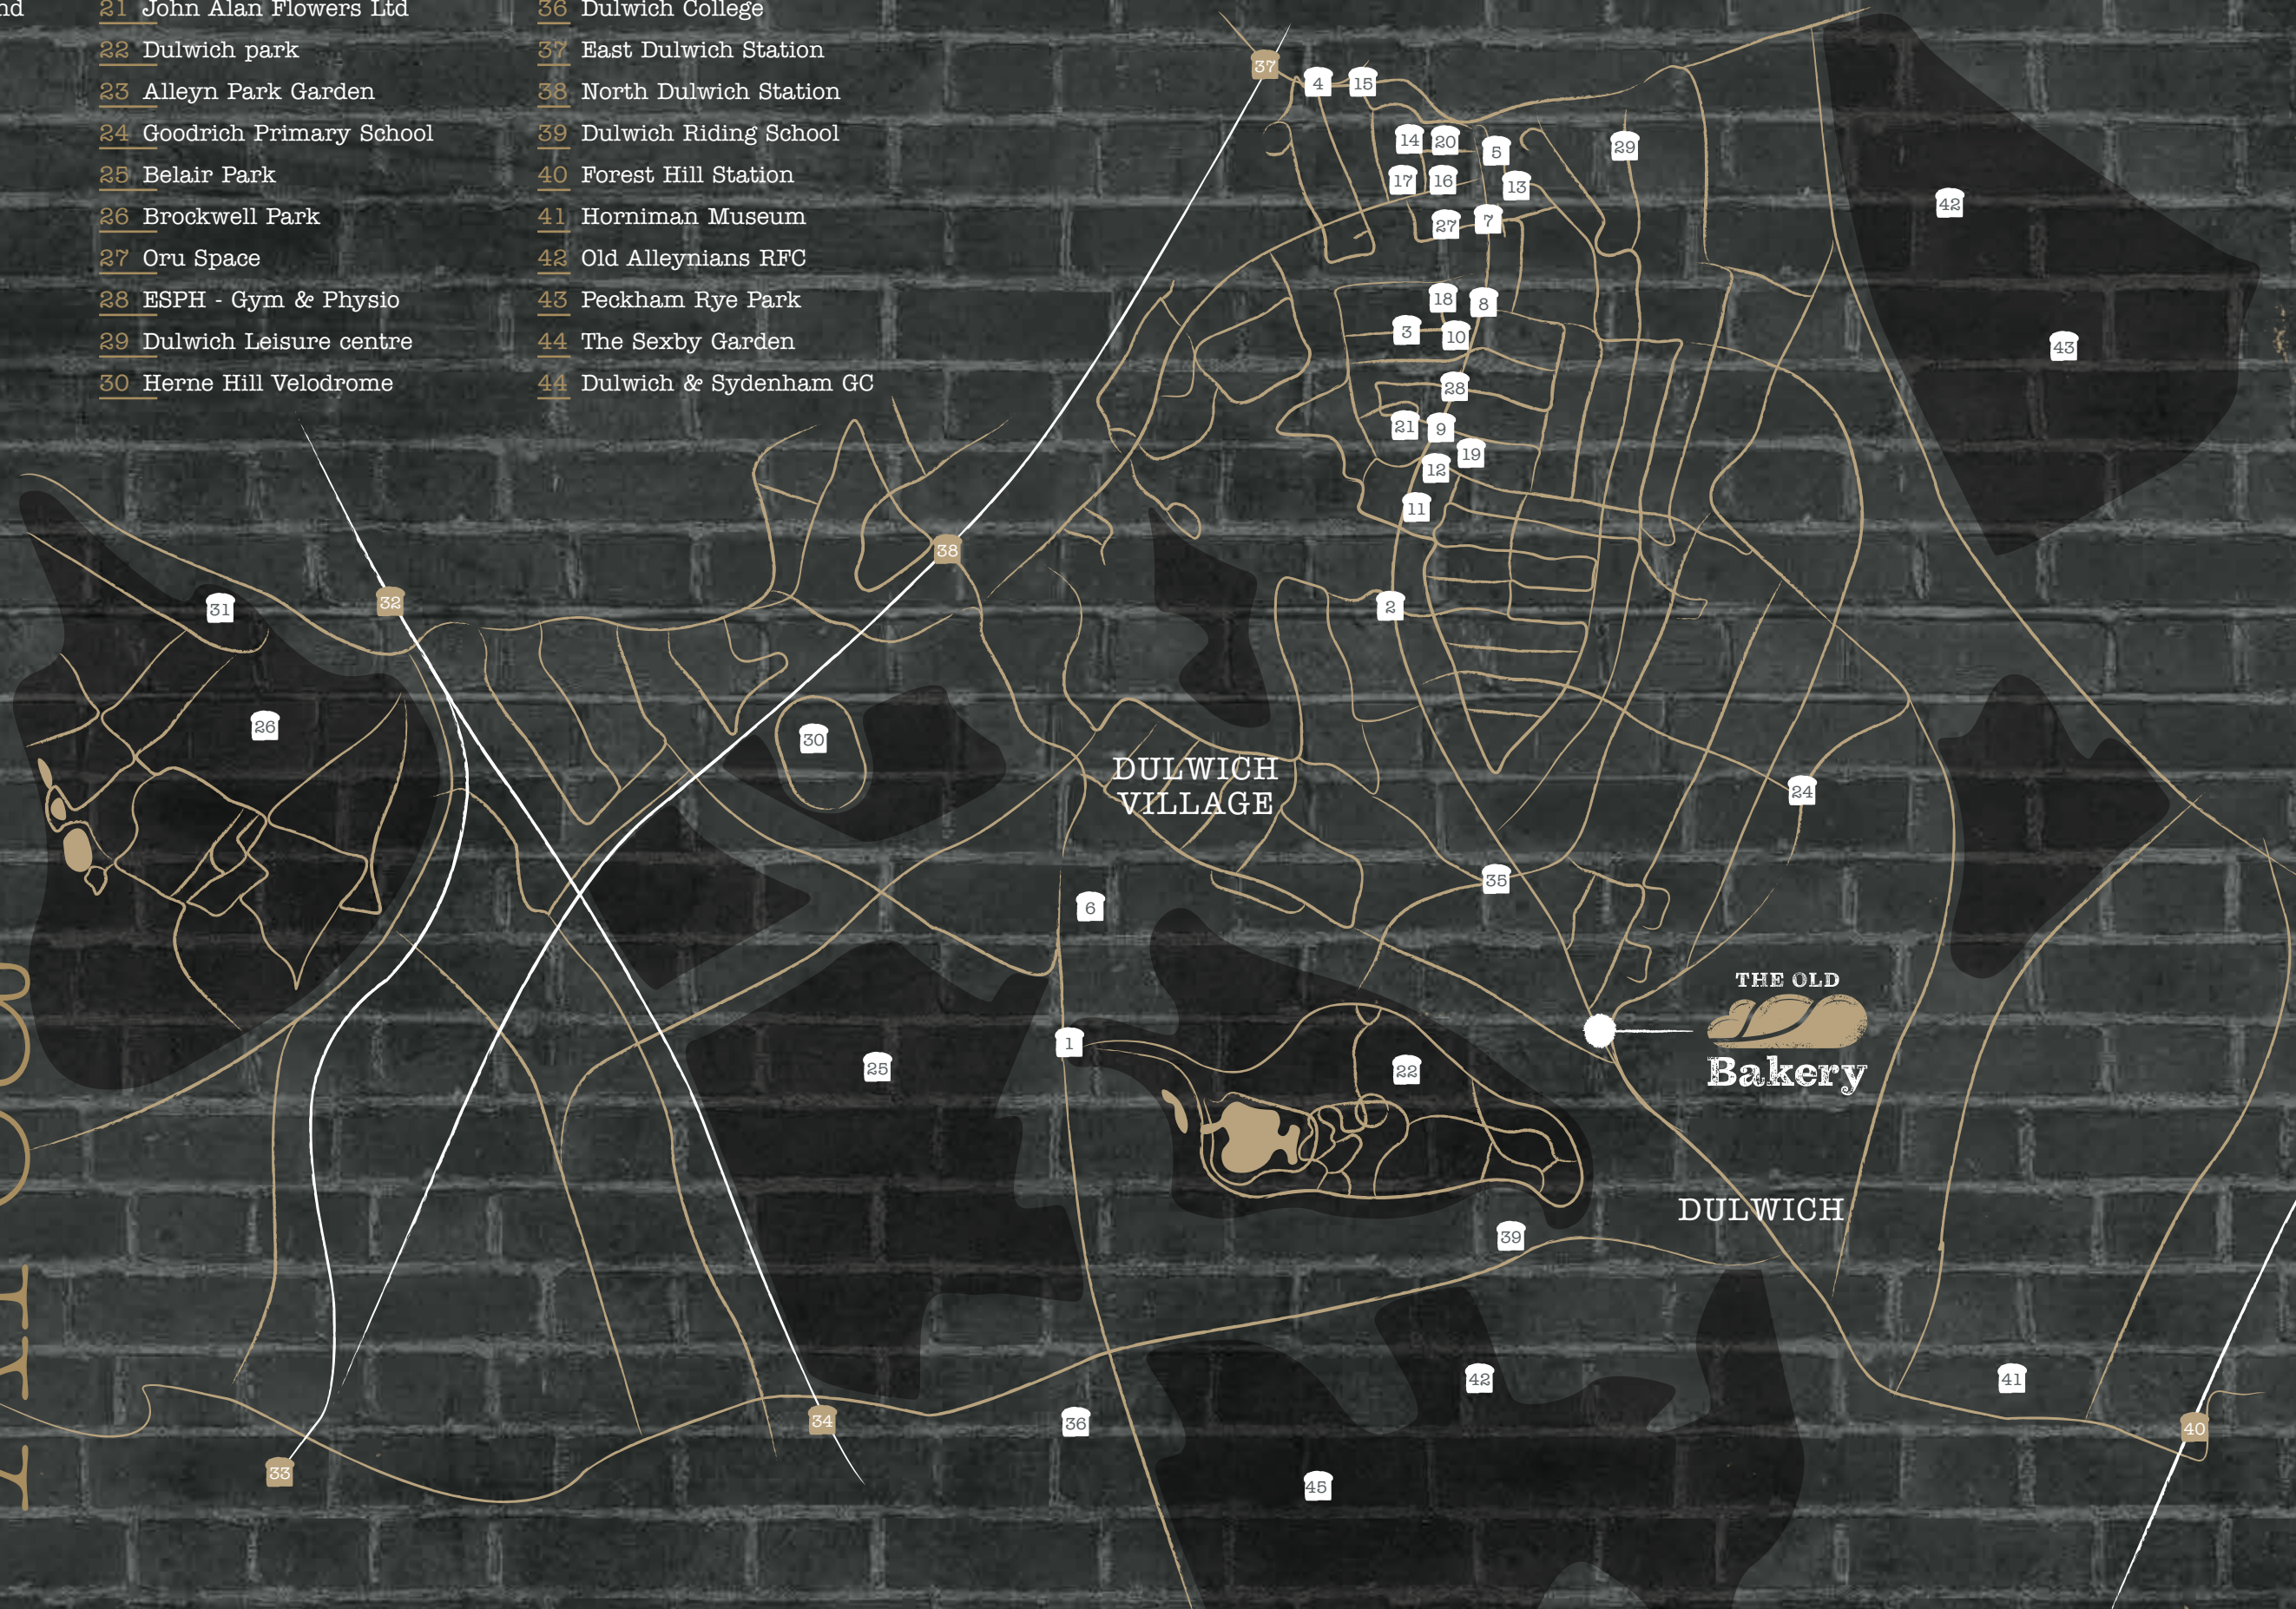 nd
21 John Alan Flowers Ltd
22 Dulwich park
23 Alleyn Park Garden
24 Goodrich Primary School
25 Belair Park
26 Brockwell Park
27 Oru Space
28 ESPH - Gym & Physio
29 Dulwich Leisure centre
30 Herne Hill Velodrome
36 Dulwich College
37 East Dulwich Station
38 North Dulwich Station
39 Dulwich Riding School
40 Forest Hill Station
41 Horniman Museum
42 Old Alleynians RFC
43 Peckham Rye Park
44 The Sexby Garden
44 Dulwich & Sydenham GC
37
4
15
14
20
5
29
17
16
13
42
27
7
18
8
3
10
43
28
21
9
19
12
11
38
32
31
2
26
30
DULWICH
VILLAGE
24
35
6
THE OLD
Bakery
1
25
22
DULWICH
39
42
41
36
34
40
33
45